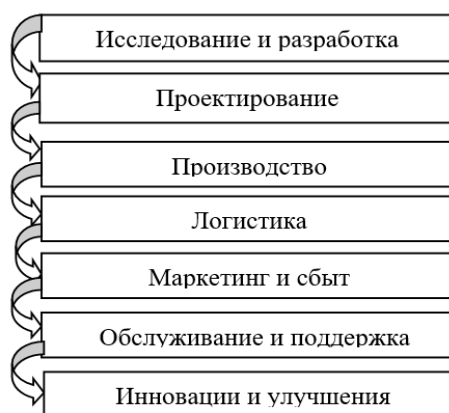 Исследование и разработка
Проектирование
Производство
Логистика
Маркетинг и сбыт
Обслуживание и поддержка
Инновации и улучшения